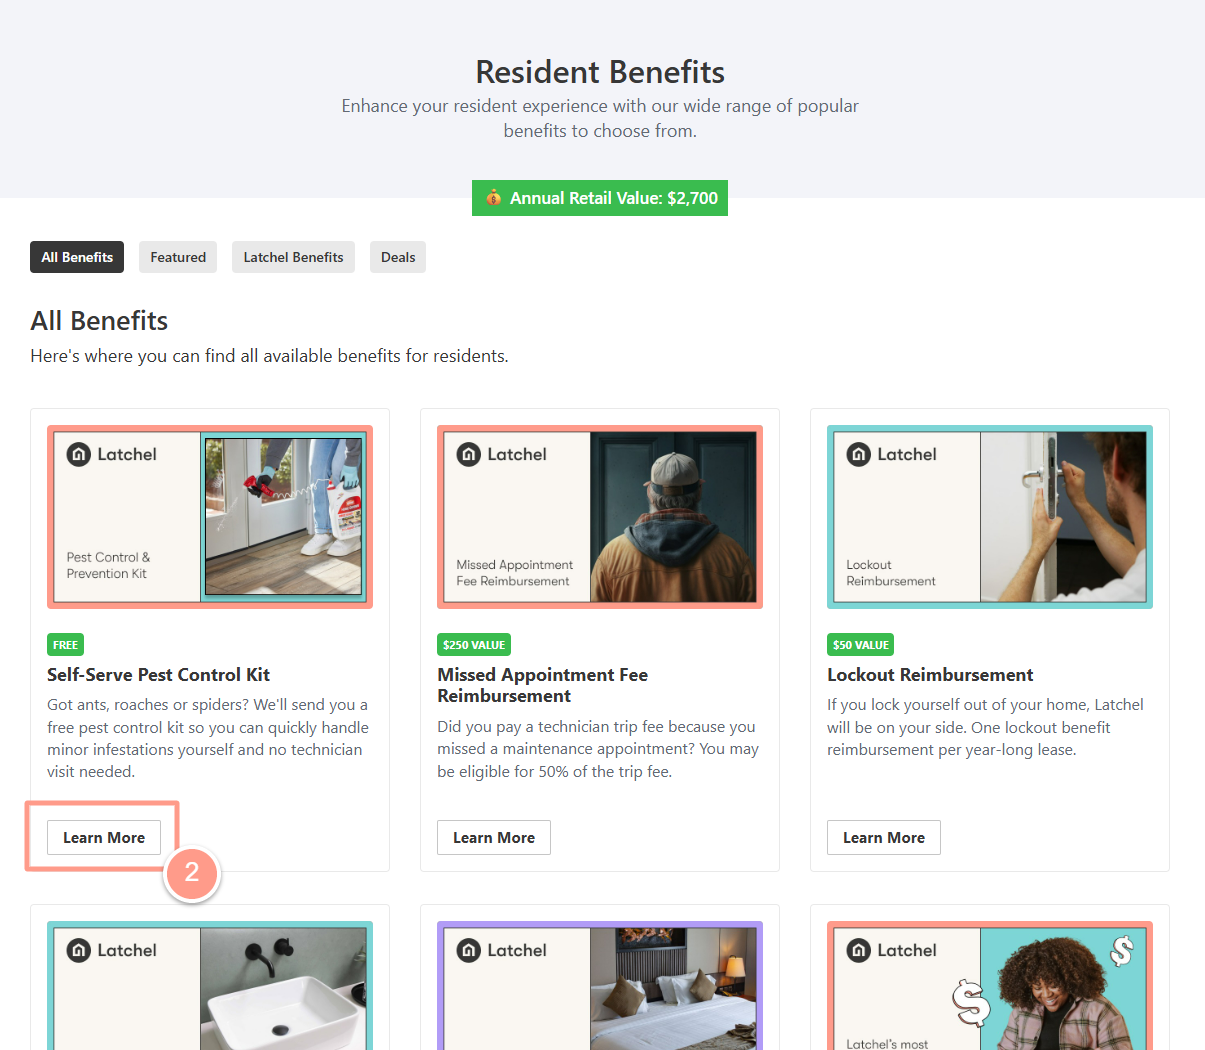 Resident Benefits
Enhance your resident experience with our wide range of popular
benefits to choose from.
Annual Retail Value: $2,700
All Benefits
Featured
Latchel Benefits
Deals
All Benefits
Here's where you can find all available benefits for residents.
Latchel
Pest Control &
Prevention Kit
FREE
Self-Serve Pest Control Kit
Got ants, roaches or spiders? We'll send you a
free pest control kit so you can quickly handle
minor infestations yourself and no technician
visit needed.
Learn More
2
Latchel
Missed Appointment
Fee Reimbursement
$250 VALUE
Missed Appointment Fee
Reimbursement
Did you pay a technician trip fee because you
missed a maintenance appointment? You may
be eligible for 50% of the trip fee.
Learn More
Latchel
Lockout
Reimbursement
$50 VALUE
Lockout Reimbursement
If you lock yourself out of your home, Latchel
will be on your side. One lockout benefit
reimbursement per year-long lease.
Learn More
Latchel
Latchel
Latchel
$
$
Latchel's most